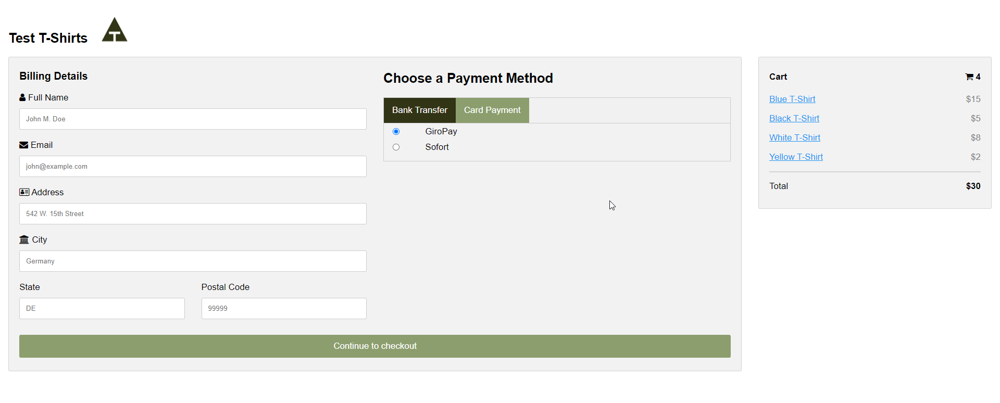 Test T-Shirts
T
Billing Details
Full Name
John M. Doe
Email
john@example.com
Address
542 W. 15th Street
City
Germany
State
Postal Code
DE
99999
Choose a Payment Method
Bank Transfer
Card Payment
GiroPay
Sofort
Continue to checkout
Cart 4
Blue T-Shirt $15
Black T-Shirt $5
White T-Shirt $8
Yellow T-Shirt $2
Total $30